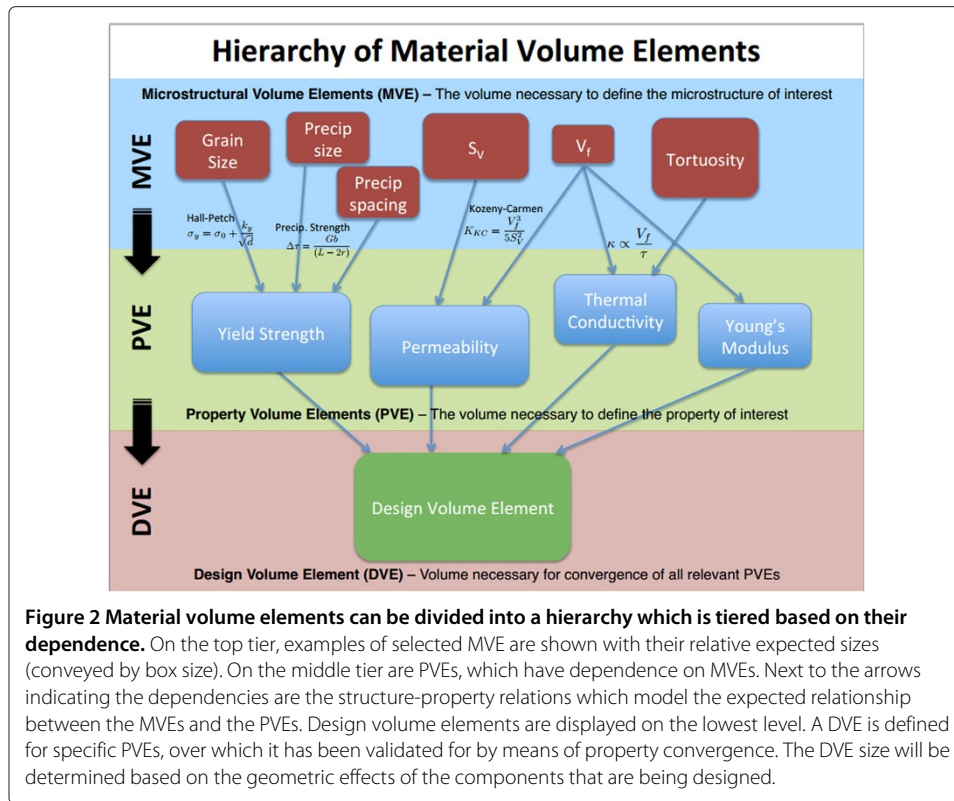 Hierarchy of Material Volume Elements
Microstructural Volume Elements (MVE) – The volume necessary to define the microstructure of interest
MVE
Grain
Size
Precip
size
Precip
spacing
S_V
V_f
Tortuosity
Hall-Petch
σ_y = σ_0 + k_y/√d
Precip. Strength
Δτ = Gb/(L − 2r)
Kozeny-Carmen
K_KC = V_f^3/5S_V^2
κ ∝ V_f/τ
PVE
Yield Strength
Permeability
Thermal
Conductivity
Young's
Modulus
Property Volume Elements (PVE) – The volume necessary to define the property of interest
DVE
Design Volume Element
Design Volume Element (DVE) – Volume necessary for convergence of all relevant PVEs
Figure 2 Material volume elements can be divided into a hierarchy which is tiered based on their
dependence. On the top tier, examples of selected MVE are shown with their relative expected sizes
(conveyed by box size). On the middle tier are PVEs, which have dependence on MVEs. Next to the arrows
indicating the dependencies are the structure-property relations which model the expected relationship
between the MVEs and the PVEs. Design volume elements are displayed on the lowest level. A DVE is defined
for specific PVEs, over which it has been validated for by means of property convergence. The DVE size will be
determined based on the geometric effects of the components that are being designed.